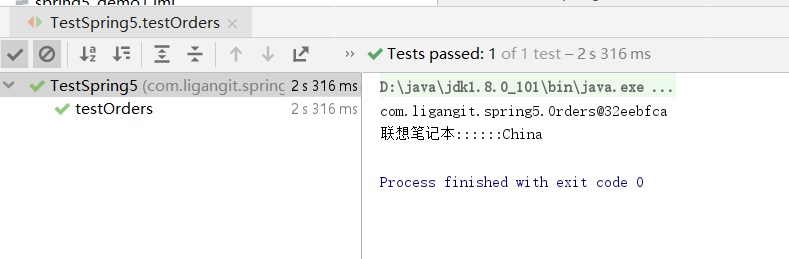 spring5_demo1.iml
TestSpring5.testOrders
Tests passed: 1 of 1 test – 2 s 316 ms
TestSpring5 (com.ligangit.spring 2 s 316 ms
testOrders 2 s 316 ms
D:\java\jdk1.8.0_101\bin\java.exe ...
com.ligangit.spring5.Orders@32eebfca
联想笔记本::::::China
Process finished with exit code 0